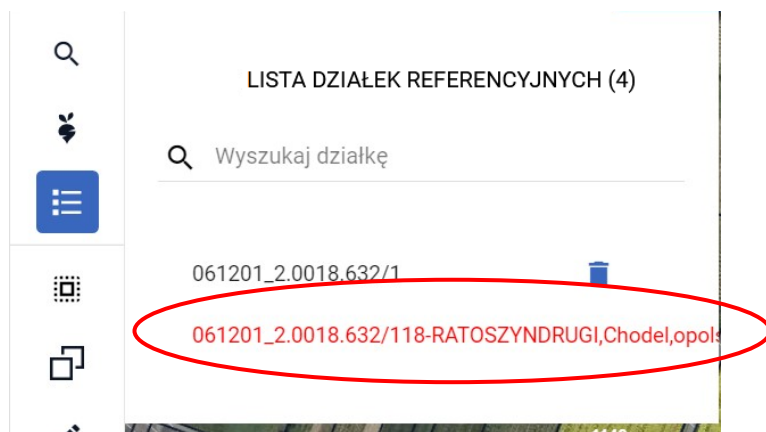 LISTA DZIAŁEK REFERENCYJNYCH (4)
Wyszukaj działkę
061201_2.0018.632/1
061201_2.0018.632/118-RATOSZYNDRUGI,Chodel,opols